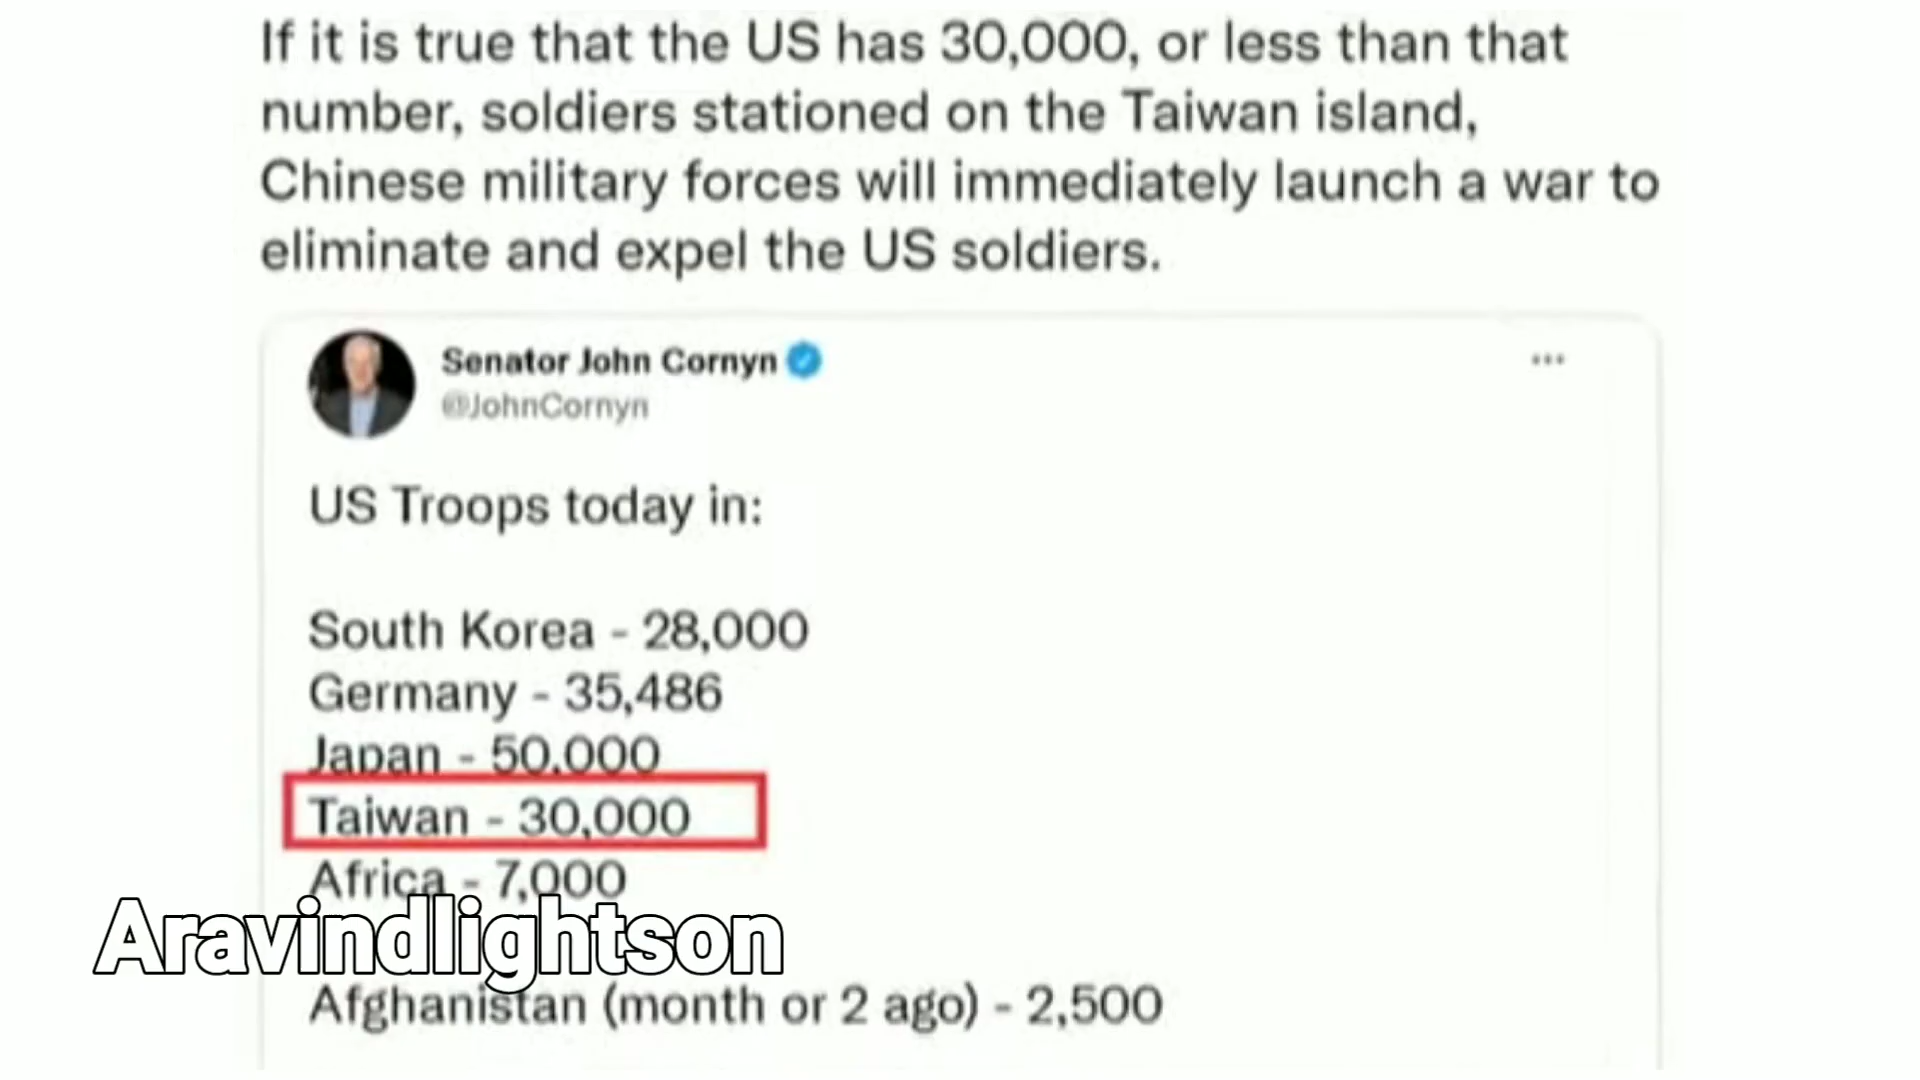 If it is true that the US has 30,000, or less than that
number, soldiers stationed on the Taiwan island,
Chinese military forces will immediately launch a war to
eliminate and expel the US soldiers.
Senator John Cornyn
@JohnCornyn
US Troops today in:
South Korea - 28,000
Germany - 35,486
Japan - 50,000
Taiwan - 30,000
Africa - 7,000
Aravindlightson
Afghanistan (month or 2 ago) - 2,500